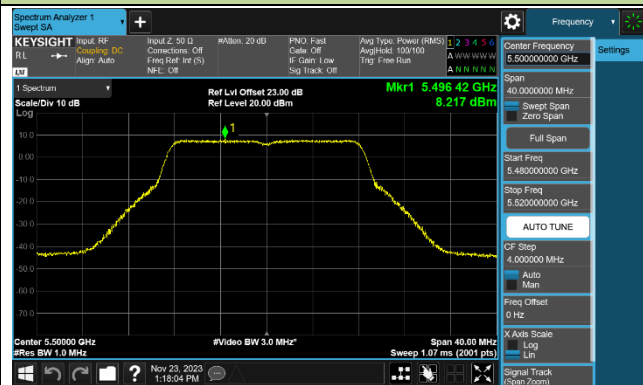 Spectrum Analyzer 1
Swept SA
Frequency
KEYSIGHT
Input: RF
Coupling: DC
Align: Auto
Input Z: 50 Ω
Corrections: Off
Freq Ref: Int (S)
NFE: Off
#Atten: 20 dB
PNO: Fast
Gate: Off
IF Gain: Low
Sig Track: Off
Avg Type: Power (RMS)
Avg|Hold: 100/100
Trig: Free Run
1 2 3 4 5 6
A W W W W W
A N N N N N
RL
LXI
1 Spectrum
Scale/Div 10 dB
Ref Lvl Offset 23.00 dB
Ref Level 20.00 dBm
Mkr1 5.496 42 GHz
8.217 dBm
Log
1
10.0
0.00
-10.0
-20.0
-30.0
-40.0
-50.0
-60.0
-70.0
Center 5.50000 GHz
#Res BW 1.0 MHz
#Video BW 3.0 MHz*
Span 40.00 MHz
Sweep 1.07 ms (2001 pts)
Nov 23, 2023
1:18:04 PM
Center Frequency
5.500000000 GHz
Settings
Span
40.0000000 MHz
Swept Span
Zero Span
Full Span
Start Freq
5.480000000 GHz
Stop Freq
5.520000000 GHz
AUTO TUNE
CF Step
4.000000 MHz
Auto
Man
Freq Offset
0 Hz
X Axis Scale
Log
Lin
Signal Track
(Span Zoom)